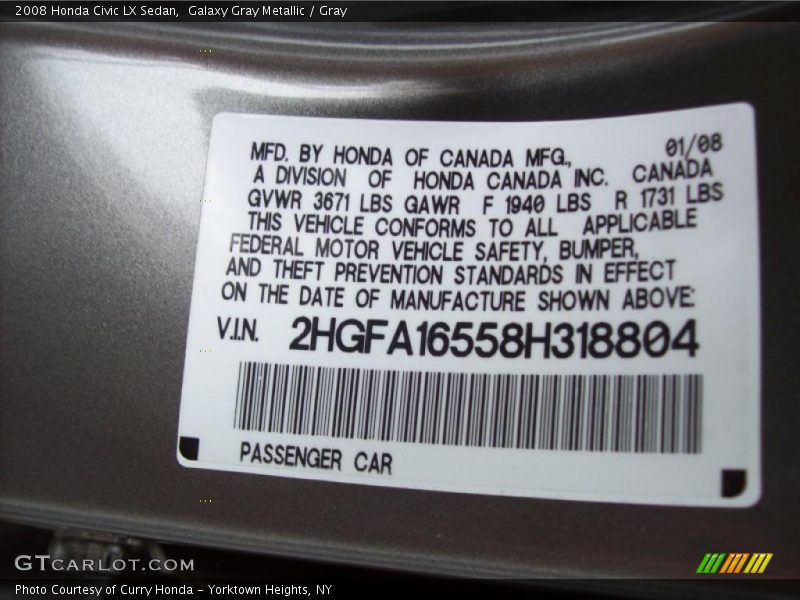 2008 Honda Civic LX Sedan,  Galaxy Gray Metallic / Gray
MFD. BY HONDA OF CANADA MFG., 01/08
A DIVISION OF HONDA CANADA INC. CANADA
GVWR 3671 LBS GAWR F 1940 LBS R 1731 LBS
THIS VEHICLE CONFORMS TO ALL APPLICABLE
FEDERAL MOTOR VEHICLE SAFETY, BUMPER,
AND THEFT PREVENTION STANDARDS IN EFFECT
ON THE DATE OF MANUFACTURE SHOWN ABOVE:
V.I.N. 2HGFA16558H318804
PASSENGER CAR
GTCARLOT.COM
Photo Courtesy of Curry Honda - Yorktown Heights, NY